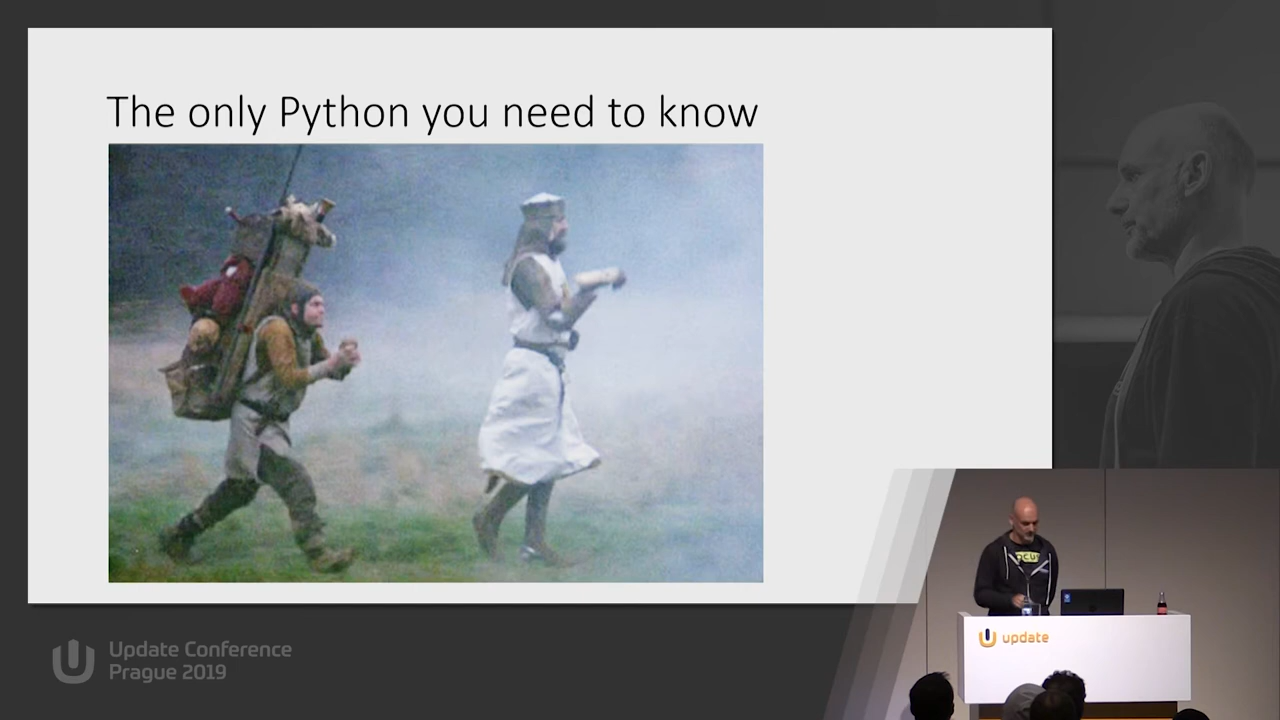 The only Python you need to know
Update Conference
Prague 2019
update